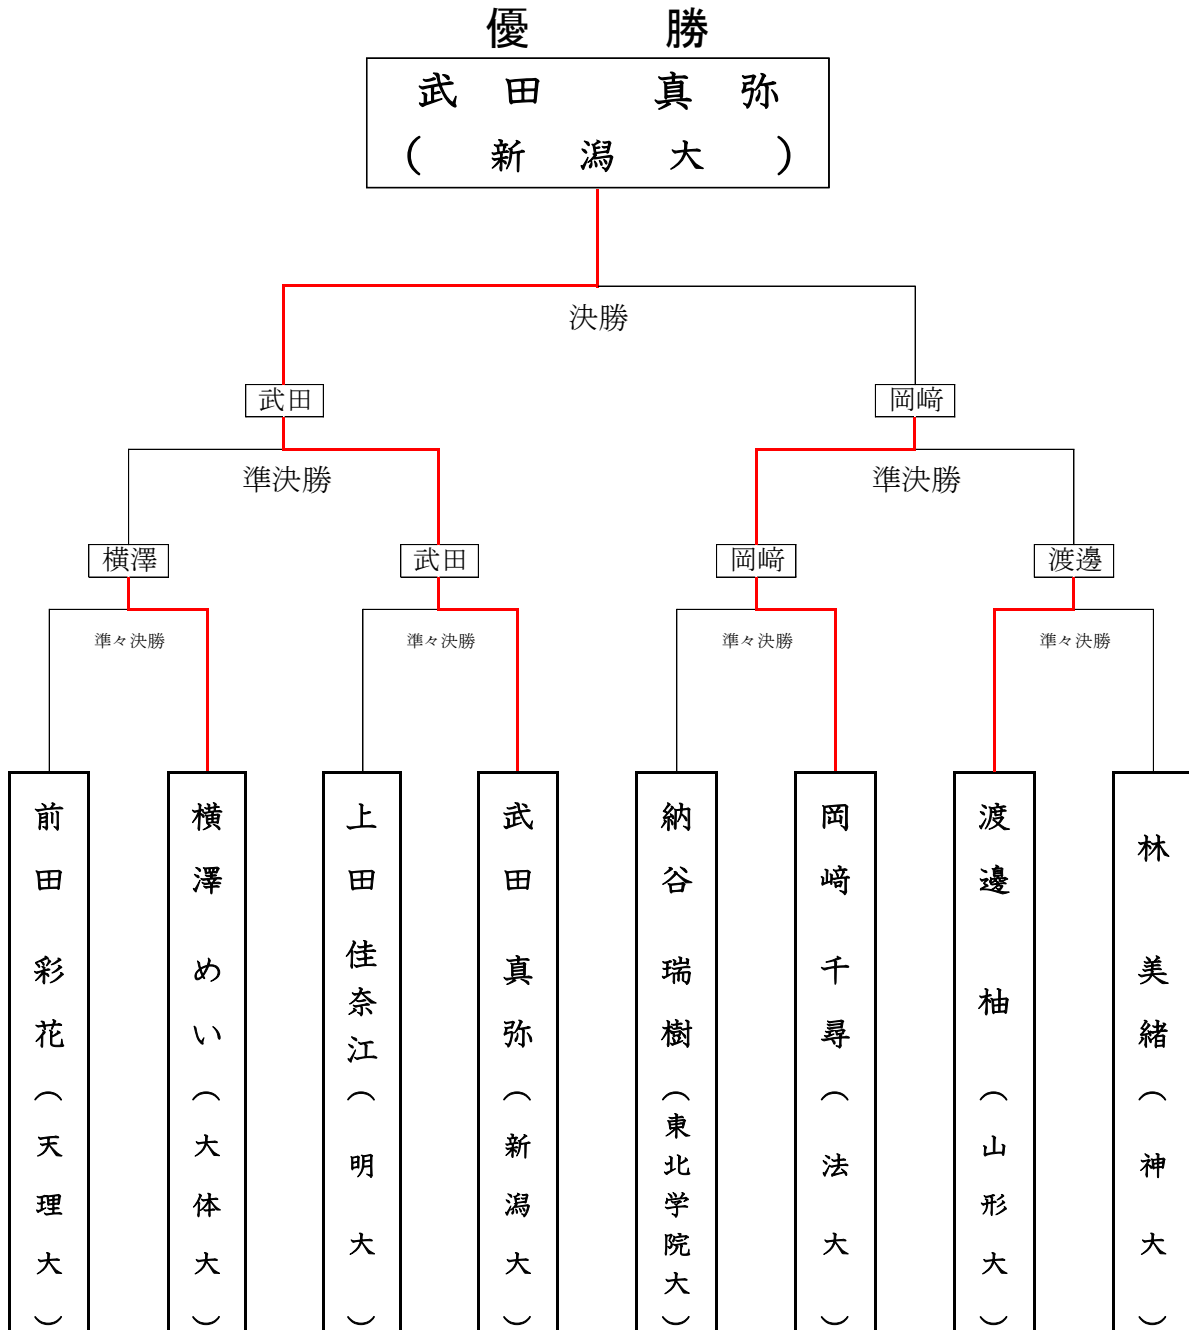 優 勝
武田 真弥
(新潟大)
決勝
武田
岡﨑
準決勝
準決勝
横澤
武田
岡﨑
渡邊
準々決勝
準々決勝
準々決勝
準々決勝
前田 彩花(天理大)
横澤 めい(大体大)
上田 佳奈江(明大)
武田 真弥(新潟大)
納谷 瑞樹(東北学院大)
岡﨑 千尋(法大)
渡邊 柚(山形大)
林 美緒(神大)